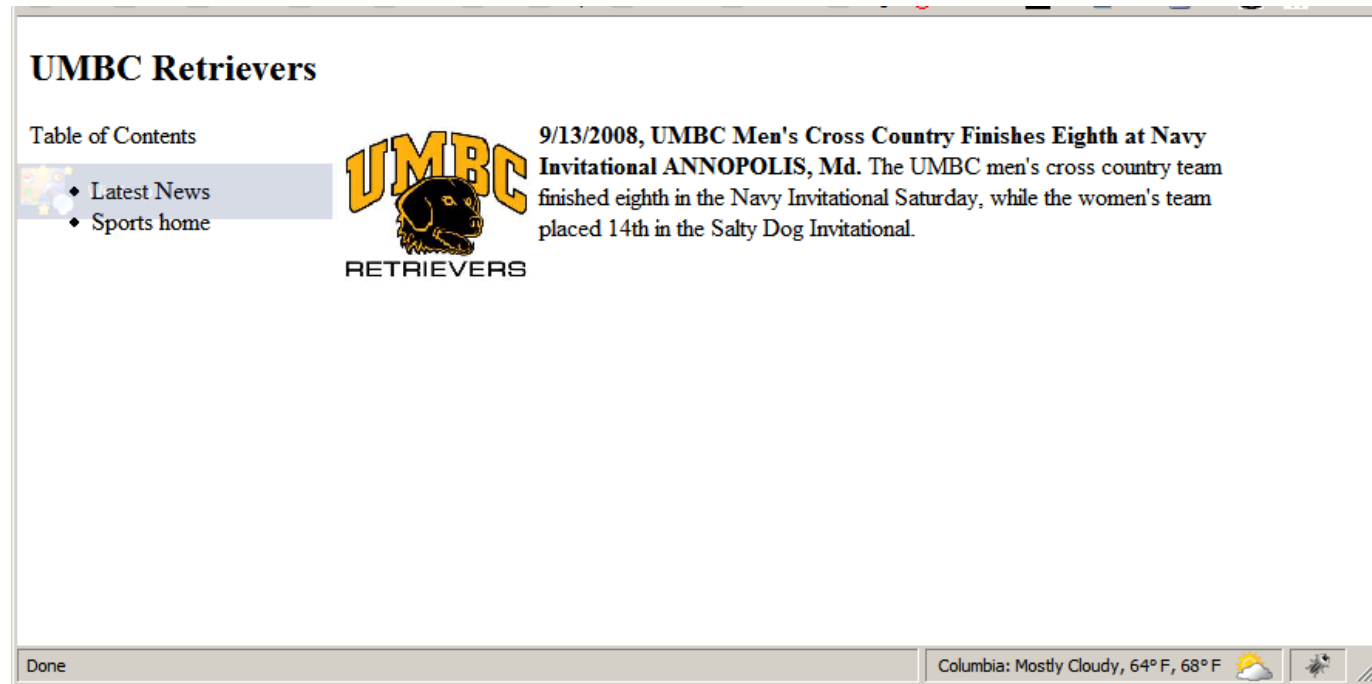 UMBC Retrievers
Table of Contents
Latest News
Sports home
UMBC
RETRIEVERS
9/13/2008, UMBC Men's Cross Country Finishes Eighth at Navy
Invitational ANNOPOLIS, Md. The UMBC men's cross country team
finished eighth in the Navy Invitational Saturday, while the women's team
placed 14th in the Salty Dog Invitational.
Done
Columbia: Mostly Cloudy, 64° F, 68° F